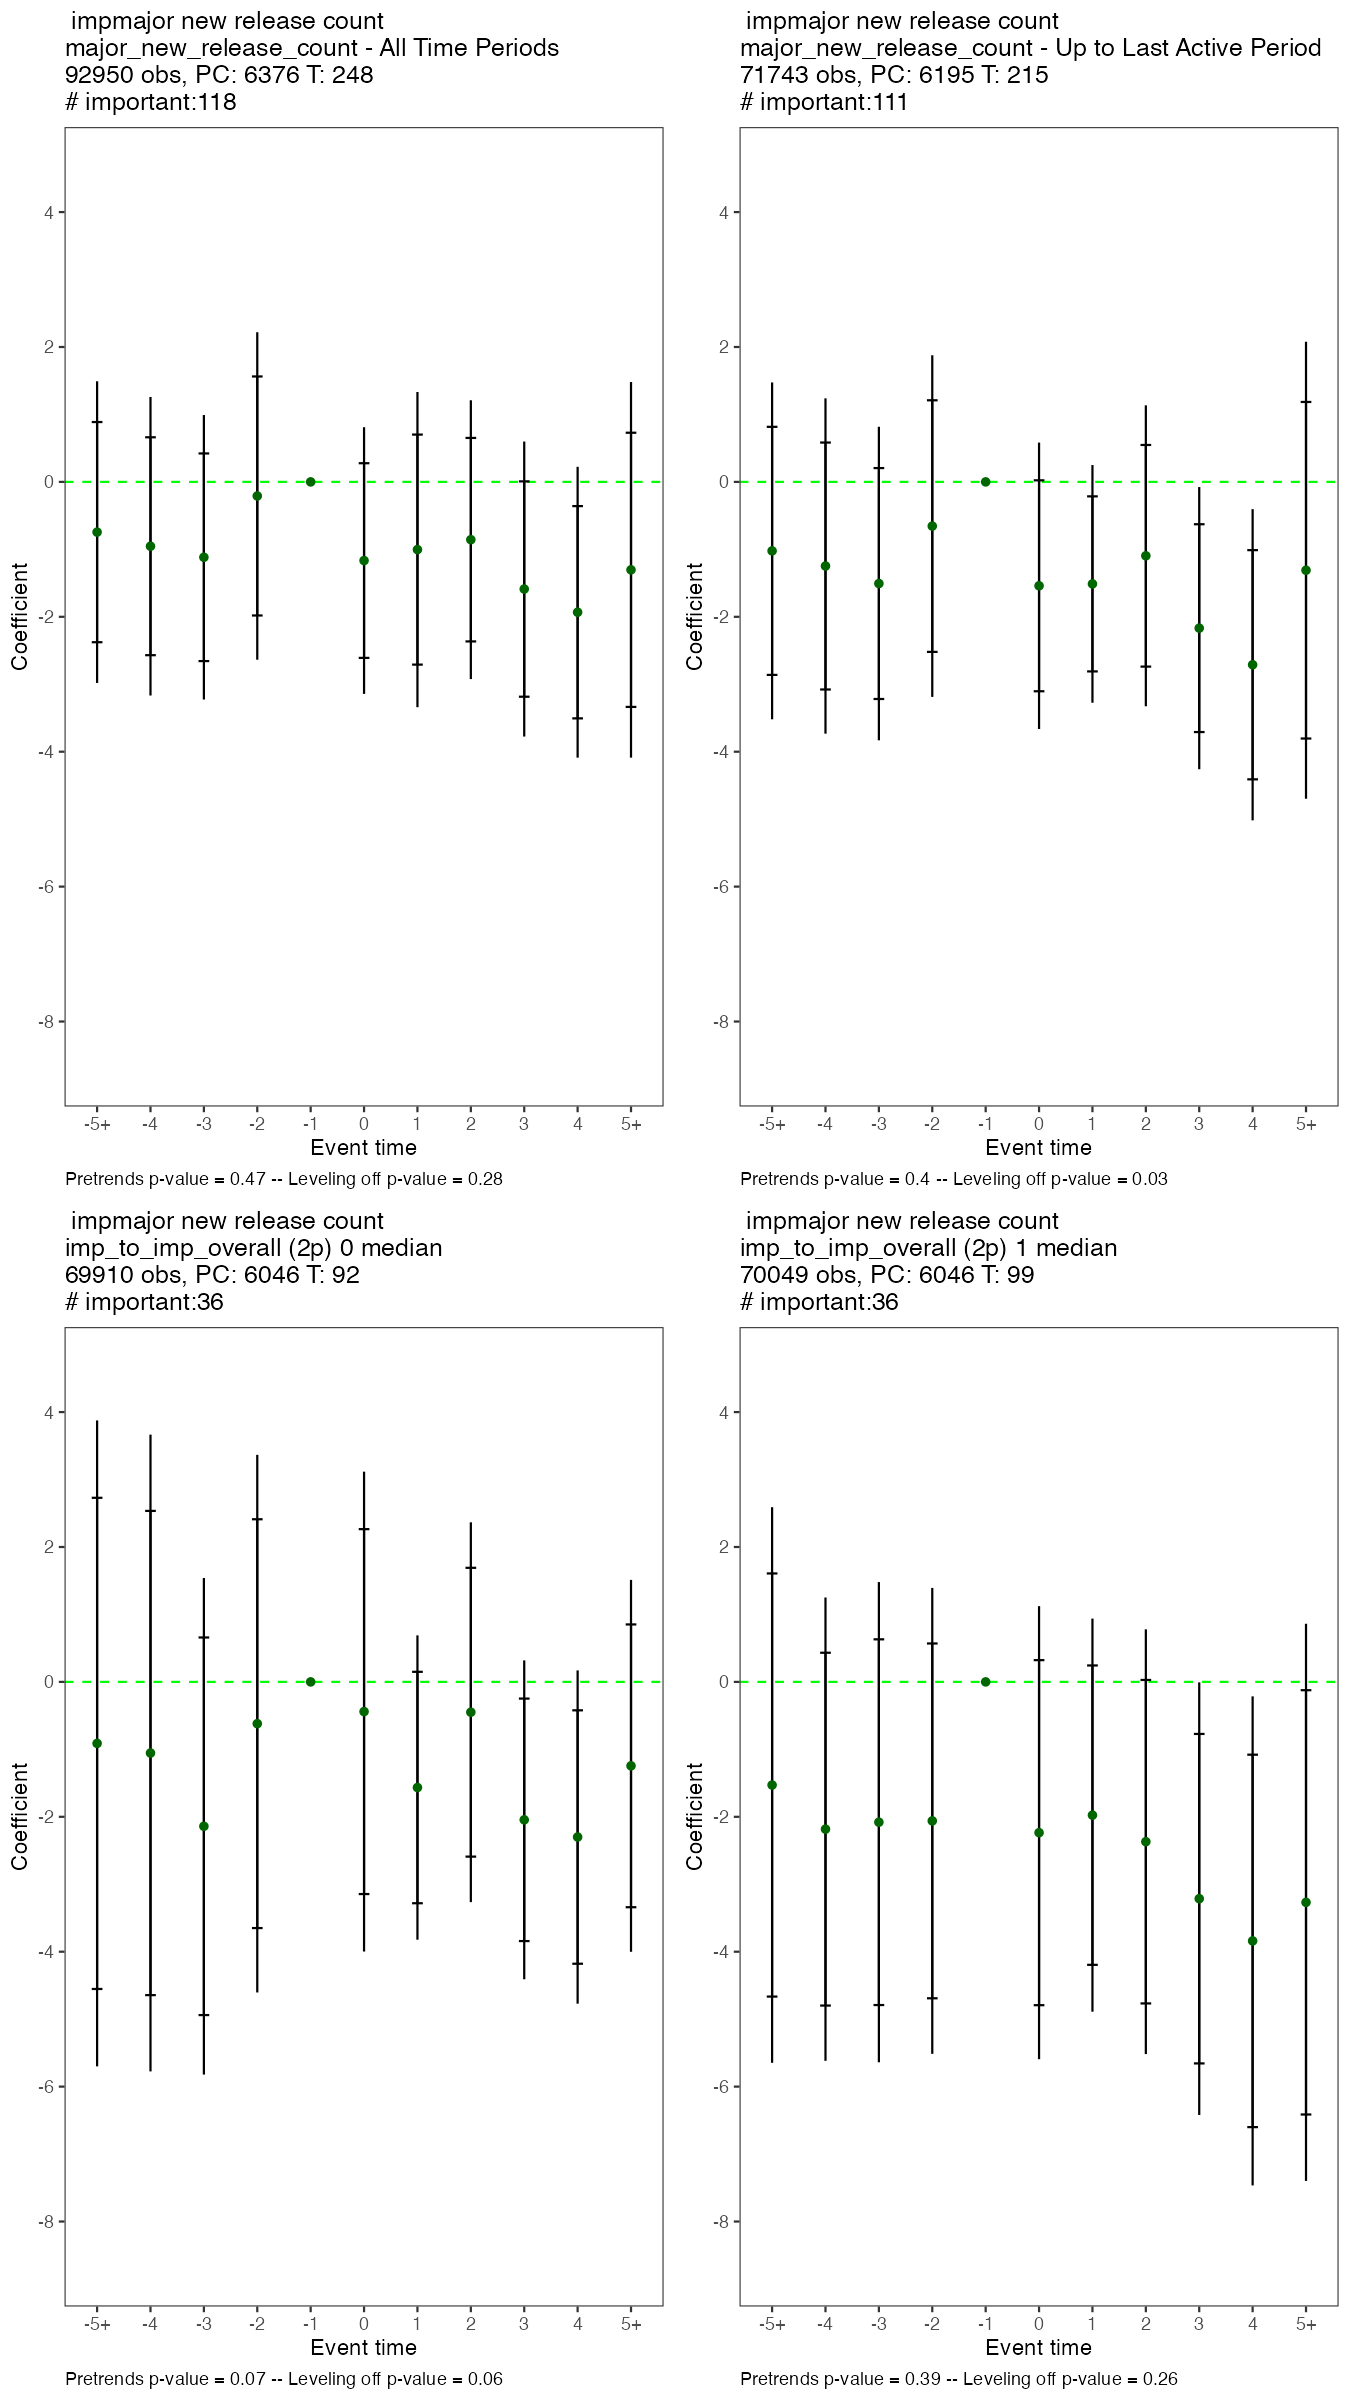 impmajor new release count
major_new_release_count - All Time Periods
92950 obs, PC: 6376 T: 248
# important:118
4
2
0
-2
-4
-6
-8
Coefficient
-5+ -4 -3 -2 -1 0 1 2 3 4 5+
Event time
Pretrends p-value = 0.47 -- Leveling off p-value = 0.28
impmajor new release count
major_new_release_count - Up to Last Active Period
71743 obs, PC: 6195 T: 215
# important:111
4
2
0
-2
-4
-6
-8
Coefficient
-5+ -4 -3 -2 -1 0 1 2 3 4 5+
Event time
Pretrends p-value = 0.4 -- Leveling off p-value = 0.03
impmajor new release count
imp_to_imp_overall (2p) 0 median
69910 obs, PC: 6046 T: 92
# important:36
4
2
0
-2
-4
-6
-8
Coefficient
-5+ -4 -3 -2 -1 0 1 2 3 4 5+
Event time
Pretrends p-value = 0.07 -- Leveling off p-value = 0.06
impmajor new release count
imp_to_imp_overall (2p) 1 median
70049 obs, PC: 6046 T: 99
# important:36
4
2
0
-2
-4
-6
-8
Coefficient
-5+ -4 -3 -2 -1 0 1 2 3 4 5+
Event time
Pretrends p-value = 0.39 -- Leveling off p-value = 0.26